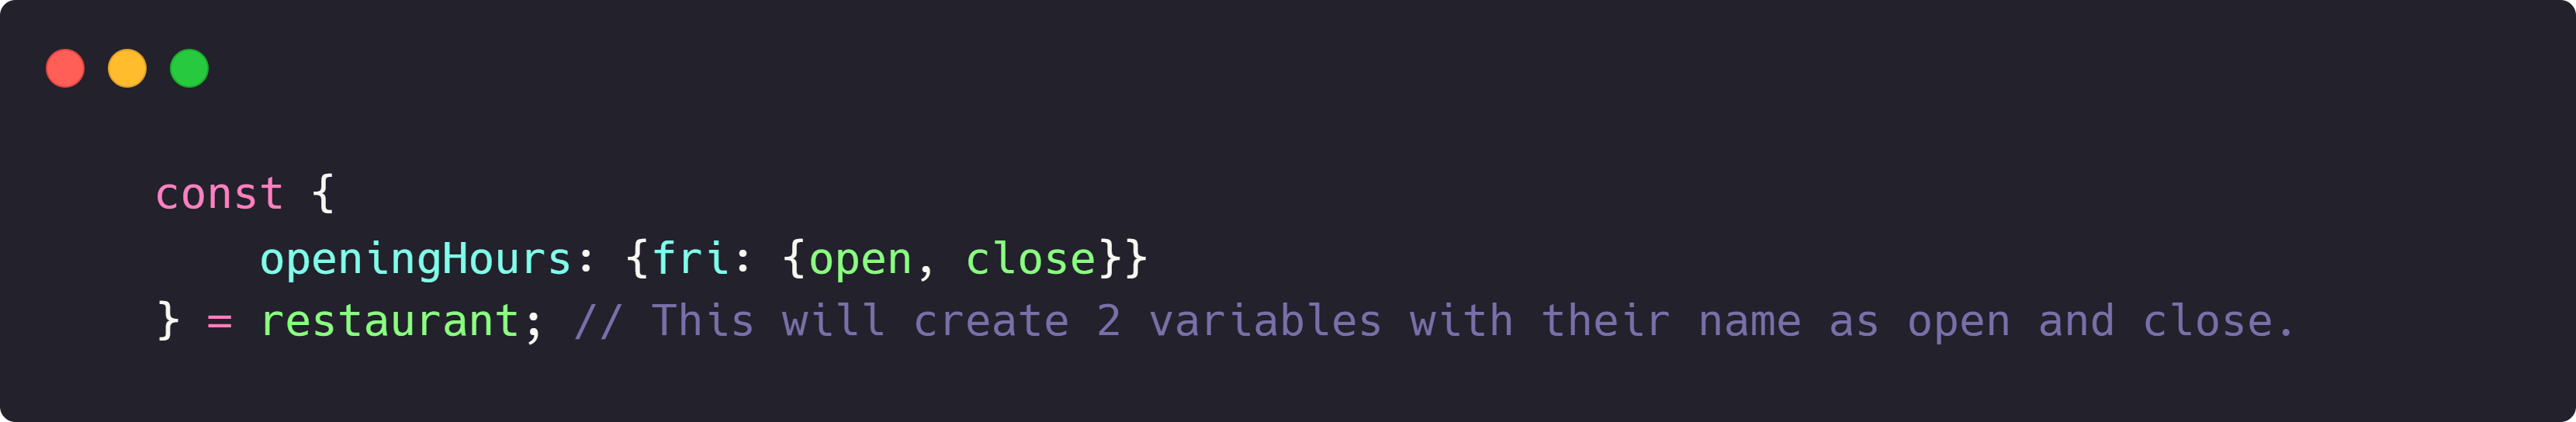 const {
    openingHours: {fri: {open, close}}
} = restaurant; // This will create 2 variables with their name as open and close.